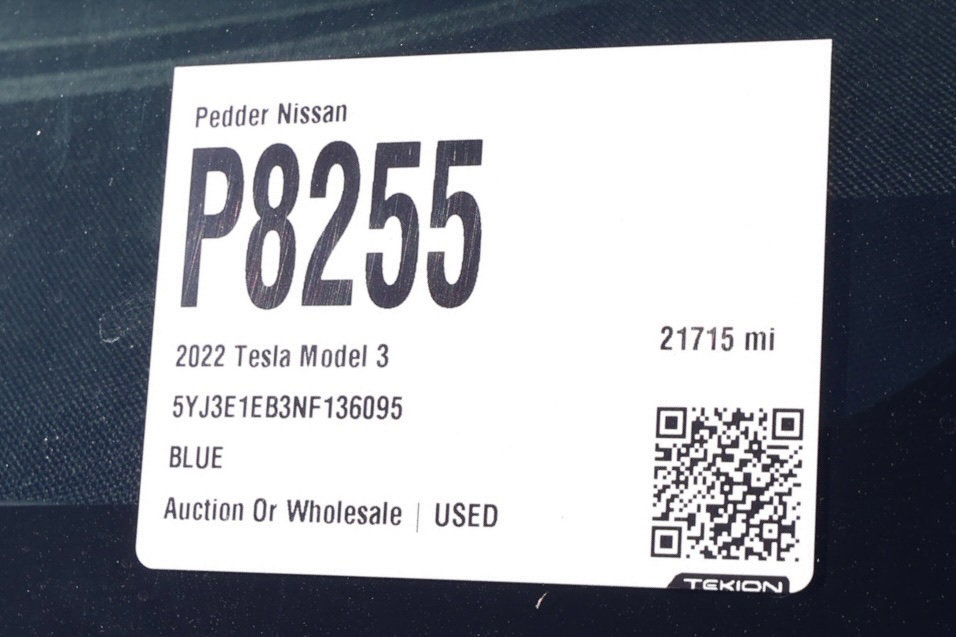 Pedder Nissan
P8255
2022 Tesla Model 3
21715 mi
5YJ3E1EB3NF136095
BLUE
Auction Or Wholesale | USED
TEKION